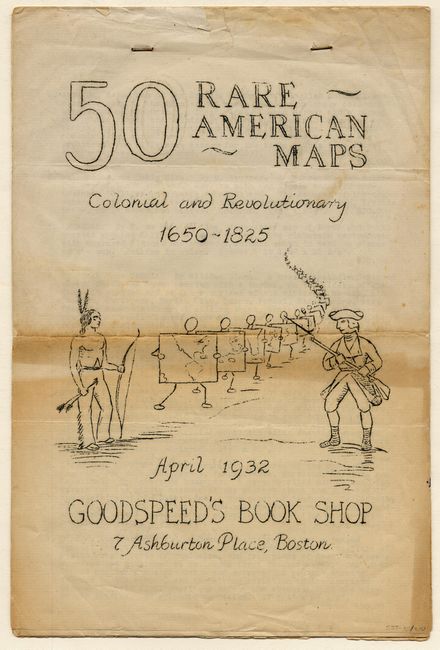 50 RARE ~
AMERICAN
~ MAPS
Colonial and Revolutionary
1650~1825
April 1932
GOODSPEED'S BOOK SHOP
7 Ashburton Place, Boston.